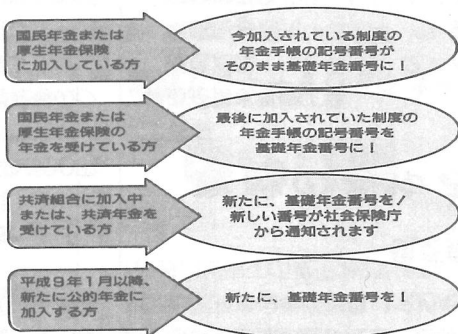 国民年金または
厚生年金保険
に加入している方
今加入されている制度の
年金手帳の記号番号が
そのまま基礎年金番号に！
国民年金または
厚生年金保険の
年金を受けている方
最後に加入されていた制度の
年金手帳の記号番号を
基礎年金番号に！
共済組合に加入中
または、共済年金を
受けている方
新たに、基礎年金番号を！
新しい番号が社会保険庁
から通知されます
平成９年１月以降、
新たに公的年金に
加入する方
新たに、基礎年金番号を！